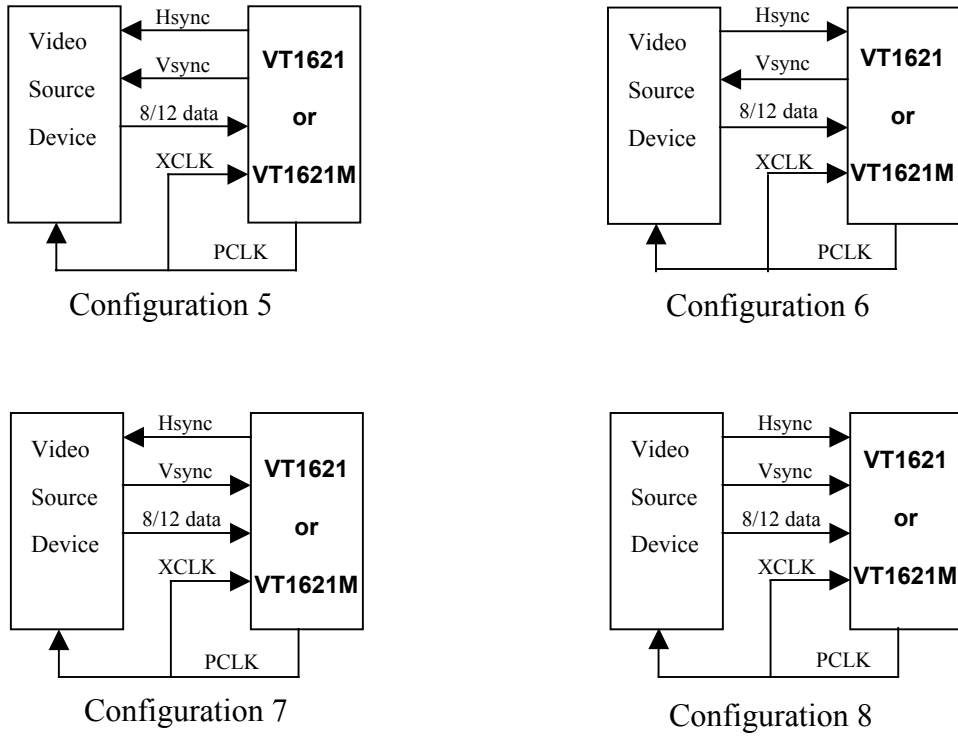 Hsync
Video
VT1621
Vsync
Source
or
8/12 data
Device
XCLK
VT1621M
PCLK
Configuration 5
Hsync
Video
VT1621
Vsync
Source
or
8/12 data
Device
XCLK
VT1621M
PCLK
Configuration 6
Hsync
Video
VT1621
Vsync
Source
or
8/12 data
Device
XCLK
VT1621M
PCLK
Configuration 7
Hsync
Video
VT1621
Vsync
Source
or
8/12 data
Device
XCLK
VT1621M
PCLK
Configuration 8